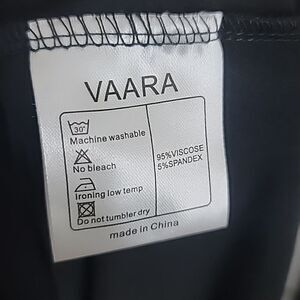 VAARA
30°
Machine washable
No bleach
Ironing low temp
Do not tumbler dry
95%VISCOSE
5%SPANDEX
made in China